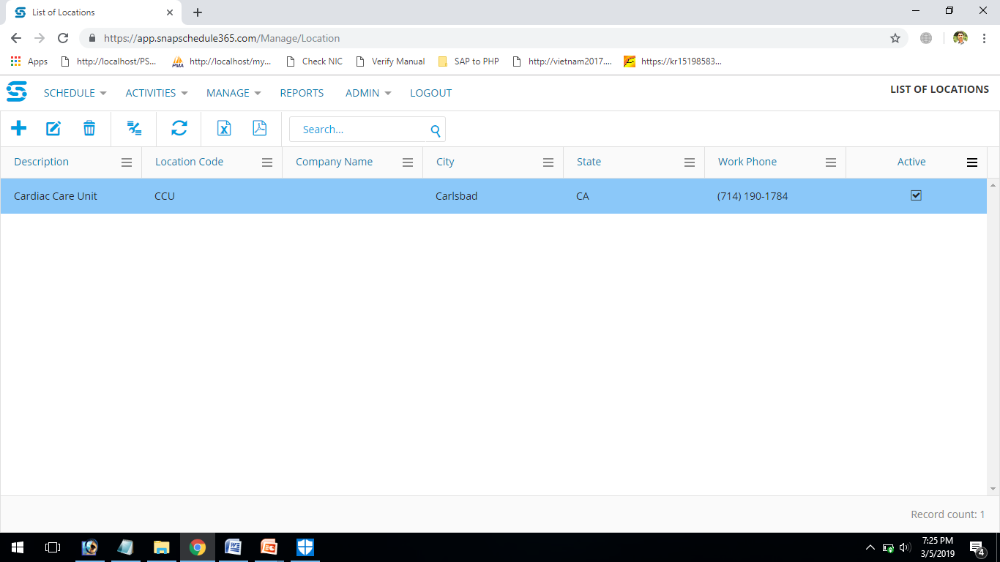 List of Locations
https://app.snapschedule365.com/Manage/Location
Apps http://localhost/PS... http://localhost/my... Check NIC Verify Manual SAP to PHP http://vietnam2017.... https://kr15198583...
PMA
SCHEDULE ACTIVITIES MANAGE REPORTS ADMIN LOGOUT LIST OF LOCATIONS
Search...
Description Location Code Company Name City State Work Phone Active
Cardiac Care Unit CCU Carlsbad CA (714) 190-1784
Record count: 1
7:25 PM
3/5/2019
4